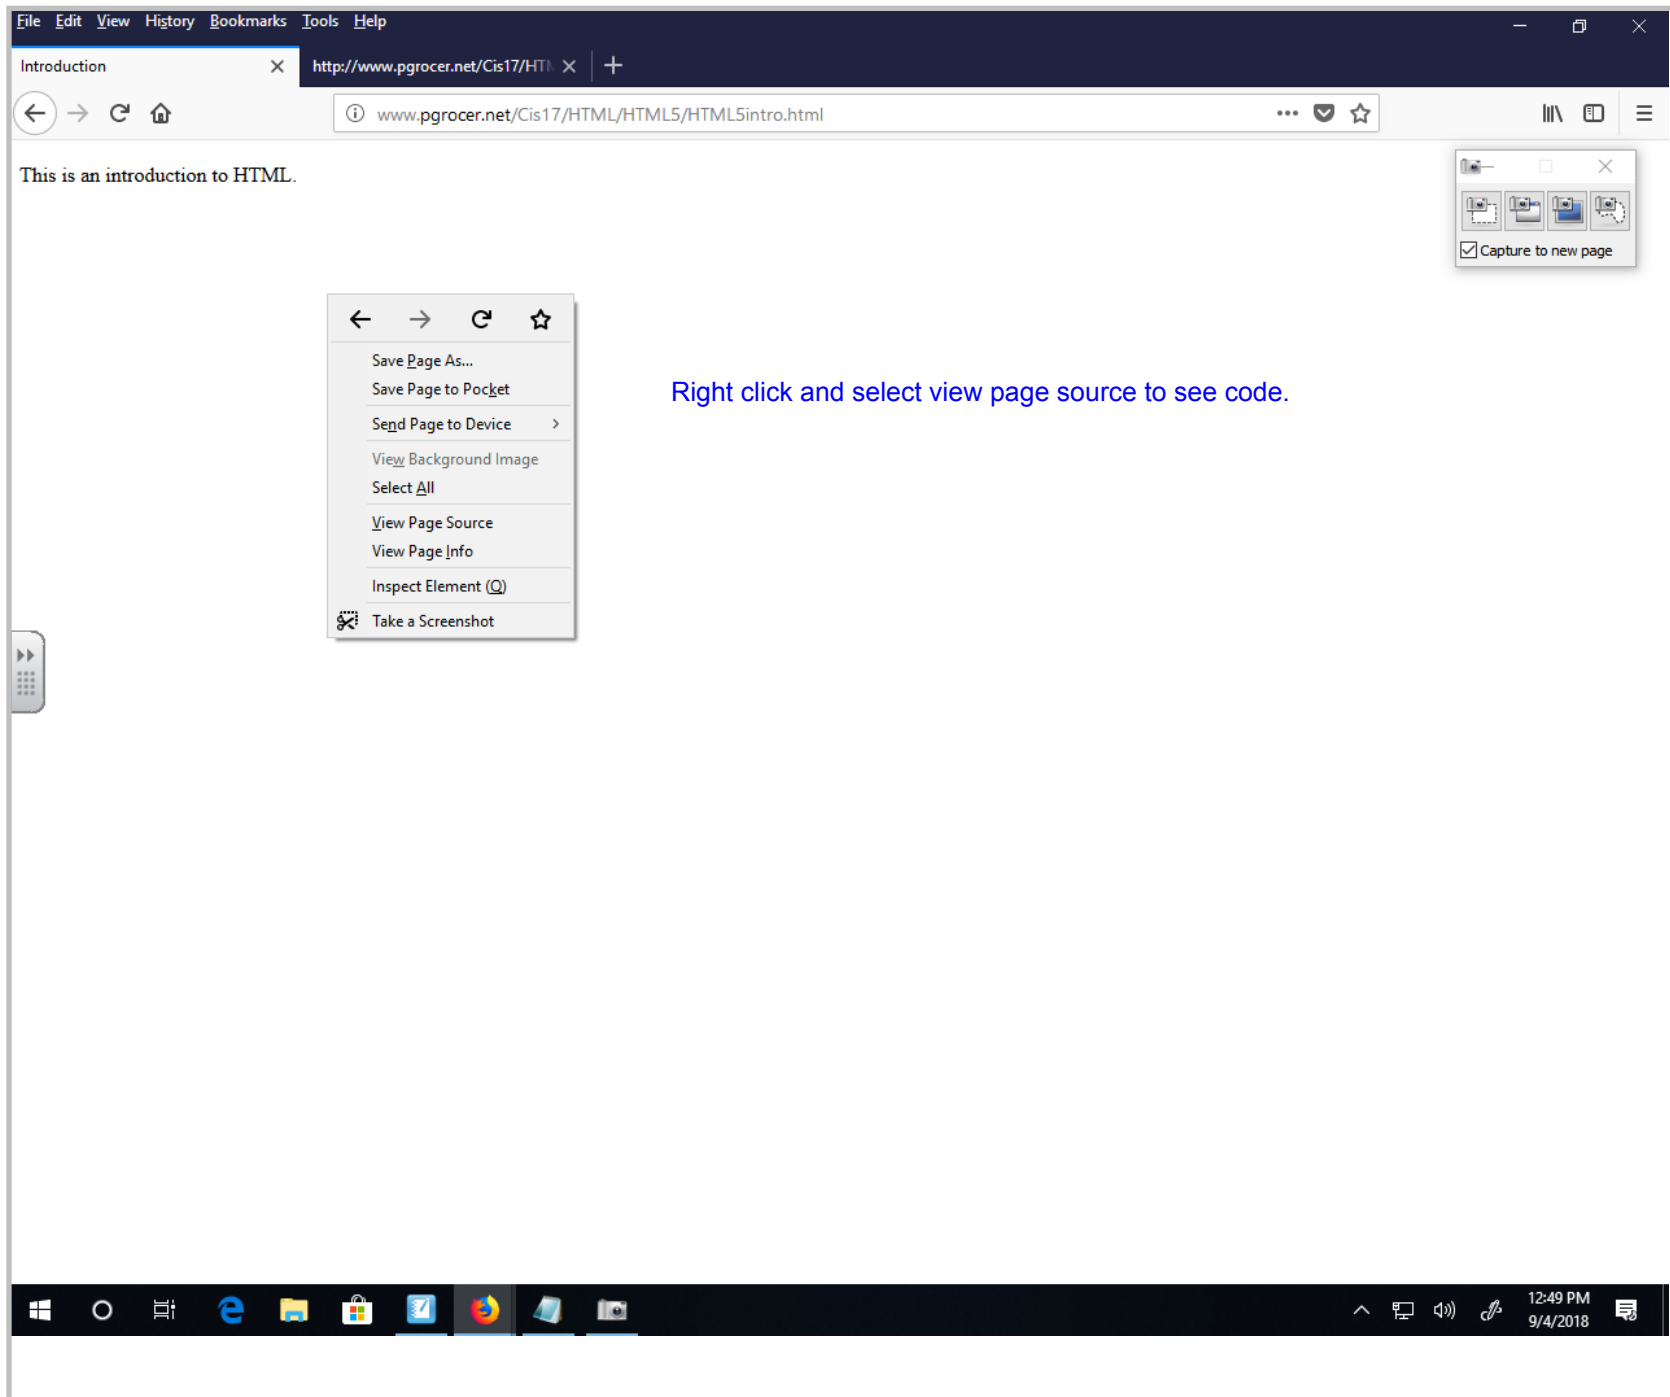 File Edit View History Bookmarks Tools Help
Introduction
http://www.pgrocer.net/Cis17/HTM
www.pgrocer.net/Cis17/HTML/HTML5/HTML5intro.html
This is an introduction to HTML.
Capture to new page
Save Page As...
Save Page to Pocket
Right click and select view page source to see code.
Send Page to Device
View Background Image
Select All
View Page Source
View Page Info
Inspect Element (Q)
Take a Screenshot
12:49 PM
9/4/2018